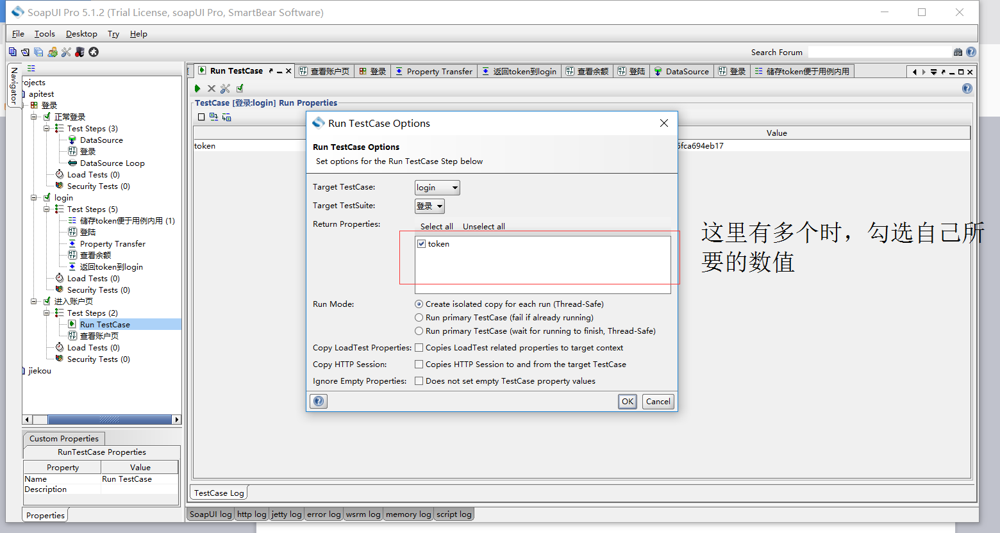 SoapUI Pro 5.1.2 (Trial License, soapUI Pro, SmartBear Software)
File Tools Desktop Try Help
Search Forum
Navigator
Run TestCase 查看账户页 登录 Property Transfer 返回token到login 查看余额 登陆 DataSource 登录 储存token便于用例内用
rojects
apitest
登录
正常登录
Test Steps (3)
DataSource
登录
DataSource Loop
Load Tests (0)
Security Tests (0)
login
Test Steps (5)
储存token便于用例内用 (1)
登陆
Property Transfer
查看余额
返回token到login
Load Tests (0)
Security Tests (0)
进入账户页
Test Steps (2)
Run TestCase
查看账户页
Load Tests (0)
Security Tests (0)
jiekou
TestCase [登录:login] Run Properties
Value
token
fca694eb17
Run TestCase Options
Run TestCase Options
Set options for the Run TestCase Step below
Target TestCase: login
Target TestSuite: 登录
Return Properties: Select all Unselect all
token
Run Mode: Create isolated copy for each run (Thread-Safe)
Run primary TestCase (fail if already running)
Run primary TestCase (wait for running to finish, Thread-Safe)
Copy LoadTest Properties: Copies LoadTest related properties to target context
Copy HTTP Session: Copies HTTP Session to and from the target TestCase
Ignore Empty Properties: Does not set empty TestCase property values
OK Cancel
这里有多个时，勾选自己所
要的数值
Custom Properties
RunTestCase Properties
Property Value
Name Run TestCase
Description
Properties
TestCase Log
SoapUI log http log jetty log error log wsrm log memory log script log